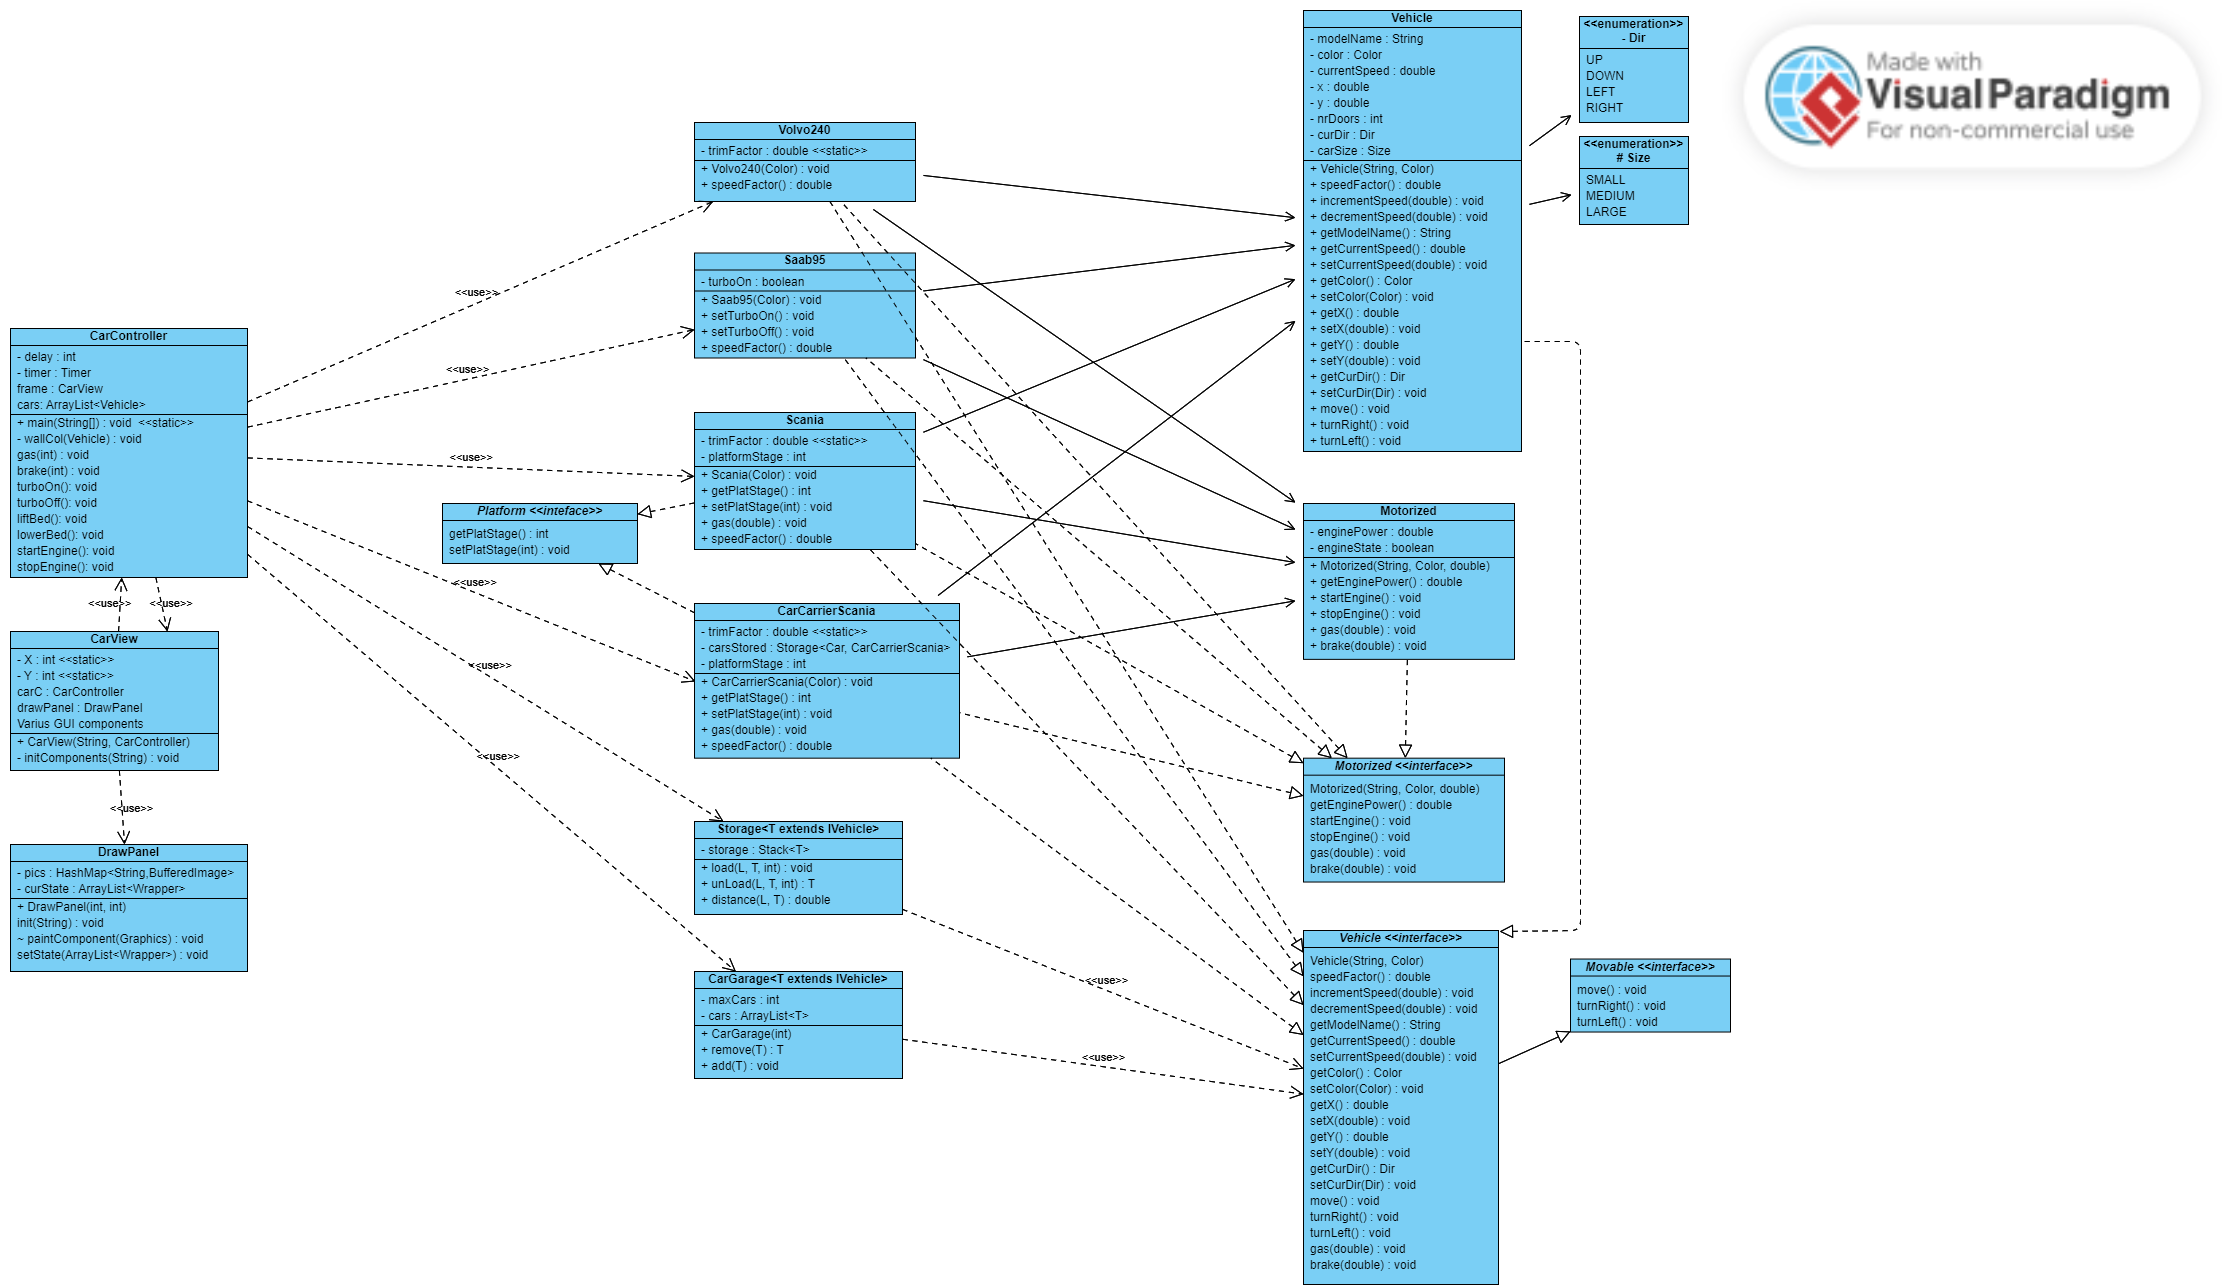 CarController
- delay : int
- timer : Timer
frame : CarView
cars: ArrayList<Vehicle>
+ main(String[]) : void  <<static>>
- wallCol(Vehicle) : void
gas(int) : void
brake(int) : void
turboOn(): void
turboOff(): void
liftBed(): void
lowerBed(): void
startEngine(): void
stopEngine(): void
<<use>>
<<use>>
CarView
- X : int <<static>>
- Y : int <<static>>
carC : CarController
drawPanel : DrawPanel
Varius GUI components
+ CarView(String, CarController)
- initComponents(String) : void
<<use>>
DrawPanel
- pics : HashMap<String,BufferedImage>
- curState : ArrayList<Wrapper>
+ DrawPanel(int, int)
init(String) : void
~ paintComponent(Graphics) : void
setState(ArrayList<Wrapper>) : void
<<use>>
<<use>>
<<use>>
Platform <<inteface>>
getPlatStage() : int
setPlatStage(int) : void
<<use>>
<<use>>
<<use>>
Volvo240
- trimFactor : double <<static>>
+ Volvo240(Color) : void
+ speedFactor() : double
Saab95
- turboOn : boolean
+ Saab95(Color) : void
+ setTurboOn() : void
+ setTurboOff() : void
+ speedFactor() : double
Scania
- trimFactor : double <<static>>
- platformStage : int
+ Scania(Color) : void
+ getPlatStage() : int
+ setPlatStage(int) : void
+ gas(double) : void
+ speedFactor() : double
CarCarrierScania
- trimFactor : double <<static>>
- carsStored : Storage<Car, CarCarrierScania>
- platformStage : int
+ CarCarrierScania(Color) : void
+ getPlatStage() : int
+ setPlatStage(int) : void
+ gas(double) : void
+ speedFactor() : double
Storage<T extends IVehicle>
- storage : Stack<T>
+ load(L, T, int) : void
+ unLoad(L, T, int) : T
+ distance(L, T) : double
CarGarage<T extends IVehicle>
- maxCars : int
- cars : ArrayList<T>
+ CarGarage(int)
+ remove(T) : T
+ add(T) : void
<<use>>
<<use>>
Vehicle
- modelName : String
- color : Color
- currentSpeed : double
- x : double
- y : double
- nrDoors : int
- curDir : Dir
- carSize : Size
+ Vehicle(String, Color)
+ speedFactor() : double
+ incrementSpeed(double) : void
+ decrementSpeed(double) : void
+ getModelName() : String
+ getCurrentSpeed() : double
+ setCurrentSpeed(double) : void
+ getColor() : Color
+ setColor(Color) : void
+ getX() : double
+ setX(double) : void
+ getY() : double
+ setY(double) : void
+ getCurDir() : Dir
+ setCurDir(Dir) : void
+ move() : void
+ turnRight() : void
+ turnLeft() : void
Motorized
- enginePower : double
- engineState : boolean
+ Motorized(String, Color, double)
+ getEnginePower() : double
+ startEngine() : void
+ stopEngine() : void
+ gas(double) : void
+ brake(double) : void
Motorized <<interface>>
Motorized(String, Color, double)
getEnginePower() : double
startEngine() : void
stopEngine() : void
gas(double) : void
brake(double) : void
Vehicle <<interface>>
Vehicle(String, Color)
speedFactor() : double
incrementSpeed(double) : void
decrementSpeed(double) : void
getModelName() : String
getCurrentSpeed() : double
setCurrentSpeed(double) : void
getColor() : Color
setColor(Color) : void
getX() : double
setX(double) : void
getY() : double
setY(double) : void
getCurDir() : Dir
setCurDir(Dir) : void
move() : void
turnRight() : void
turnLeft() : void
gas(double) : void
brake(double) : void
<<enumeration>>
- Dir
UP
DOWN
LEFT
RIGHT
<<enumeration>>
# Size
SMALL
MEDIUM
LARGE
Movable <<interface>>
move() : void
turnRight() : void
turnLeft() : void
Made with
Visual Paradigm
For non-commercial use